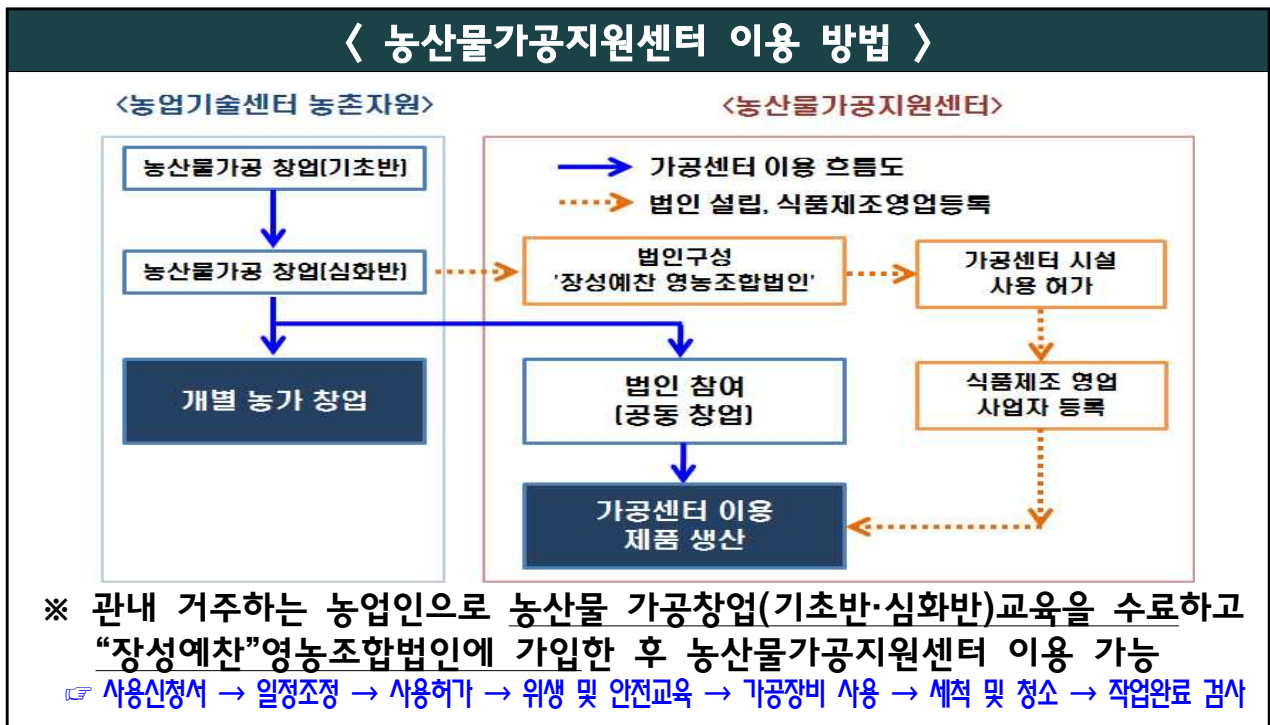 〈 농산물가공지원센터 이용 방법 〉
<농업기술센터 농촌자원>
<농산물가공지원센터>
농산물가공 창업(기초반)
농산물가공 창업(심화반)
개별 농가 창업
가공센터 이용 흐름도
법인 설립, 식품제조영업등록
법인구성
'장성예찬 영농조합법인'
가공센터 시설
사용 허가
법인 참여
(공동 창업)
식품제조 영업
사업자 등록
가공센터 이용
제품 생산
※ 관내 거주하는 농업인으로 농산물 가공창업(기초반·심화반)교육을 수료하고
“장성예찬”영농조합법인에 가입한 후 농산물가공지원센터 이용 가능
☞ 사용신청서 → 일정조정 → 사용허가 → 위생 및 안전교육 → 가공장비 사용 → 세척 및 청소 → 작업완료 검사